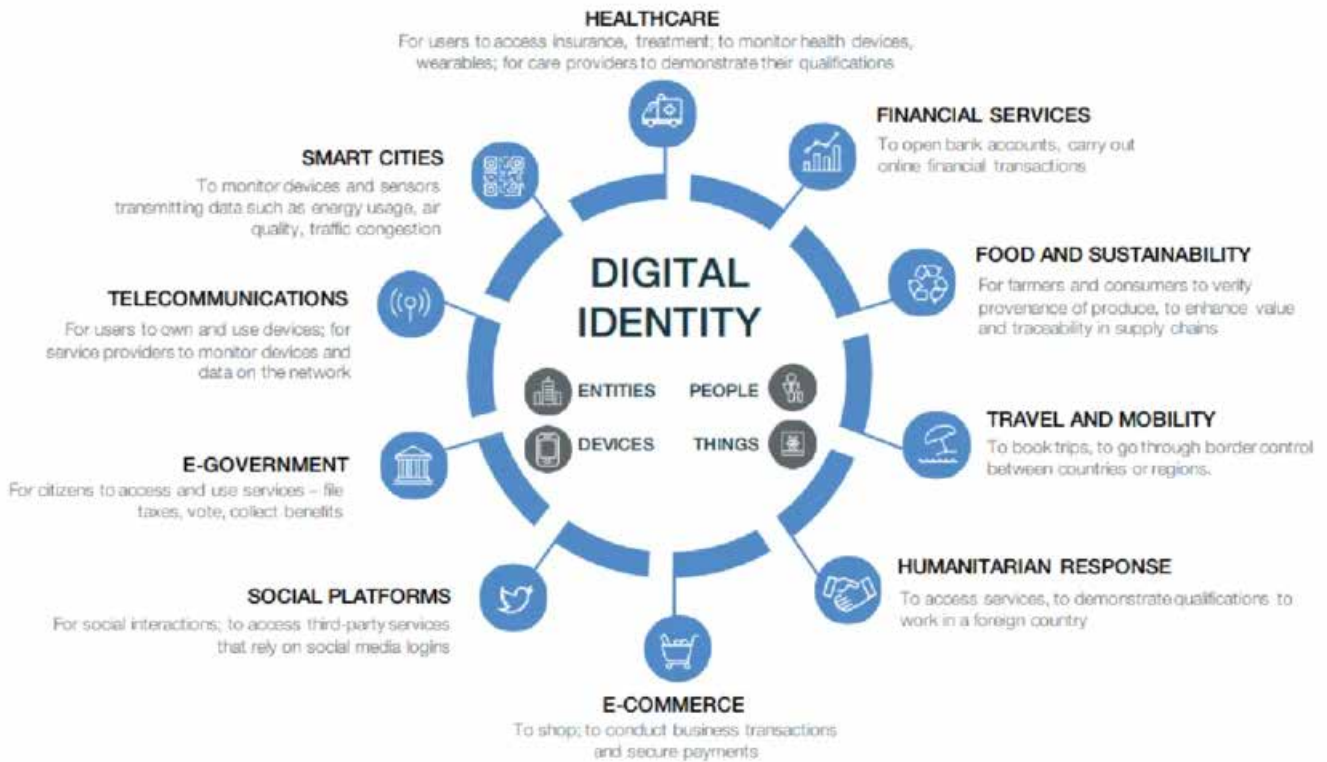 HEALTHCARE
For users to access insurance, treatment; to monitor health devices,
wearables; for care providers to demonstrate their qualifications
FINANCIAL SERVICES
To open bank accounts, carry out
online financial transactions
FOOD AND SUSTAINABILITY
For farmers and consumers to verify
provenance of produce, to enhance value
and traceability in supply chains
TRAVEL AND MOBILITY
To book trips, to go through border control
between countries or regions.
HUMANITARIAN RESPONSE
To access services, to demonstrate qualifications to
work in a foreign country
E-COMMERCE
To shop; to conduct business transactions
and secure payments
SOCIAL PLATFORMS
For social interactions; to access third-party services
that rely on social media logins
E-GOVERNMENT
For citizens to access and use services – file
taxes, vote, collect benefits
TELECOMMUNICATIONS
For users to own and use devices; for
service providers to monitor devices and
data on the network
SMART CITIES
To monitor devices and sensors
transmitting data such as energy usage, air
quality, traffic congestion
DIGITAL
IDENTITY
ENTITIES
PEOPLE
DEVICES
THINGS